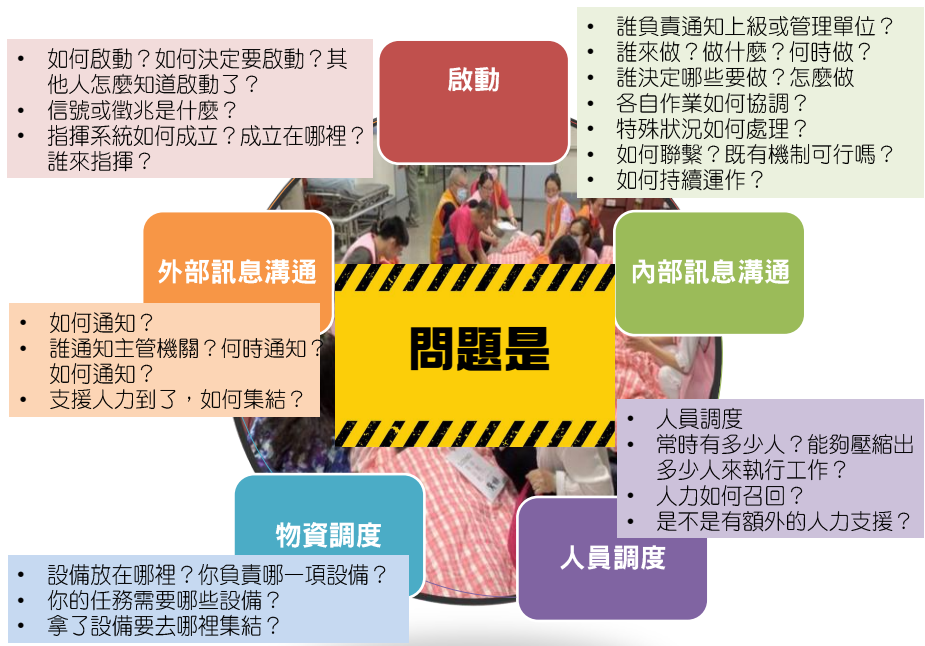 啟動
• 如何啟動？如何決定要啟動？其
他人怎麼知道啟動了？
• 信號或徵兆是什麼？
• 指揮系統如何成立？成立在哪裡？
誰來指揮？
• 誰負責通知上級或管理單位？
• 誰來做？做什麼？何時做？
• 誰決定哪些要做？怎麼做
• 各自作業如何協調？
• 特殊狀況如何處理？
• 如何聯繫？既有機制可行嗎？
• 如何持續運作？
內部訊息溝通
外部訊息溝通
• 如何通知？
• 誰通知主管機關？何時通知？
如何通知？
• 支援人力到了，如何集結？
問題是
• 人員調度
• 常時有多少人？能夠壓縮出
多少人來執行工作？
• 人力如何召回？
• 是不是有額外的人力支援？
人員調度
物資調度
• 設備放在哪裡？你負責哪一項設備？
• 你的任務需要哪些設備？
• 拿了設備要去哪裡集結？